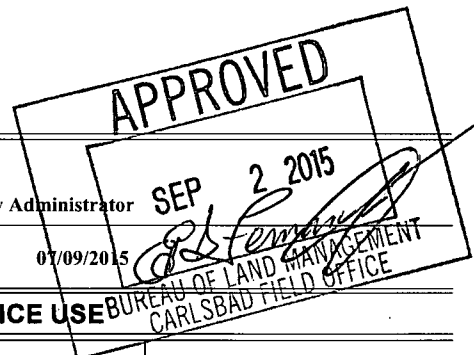 APPROVED
SEP 2 2015
BUREAU OF LAND MANAGEMENT
CARLSBAD FIELD OFFICE
Administrator
07/09/2015
ICE USE